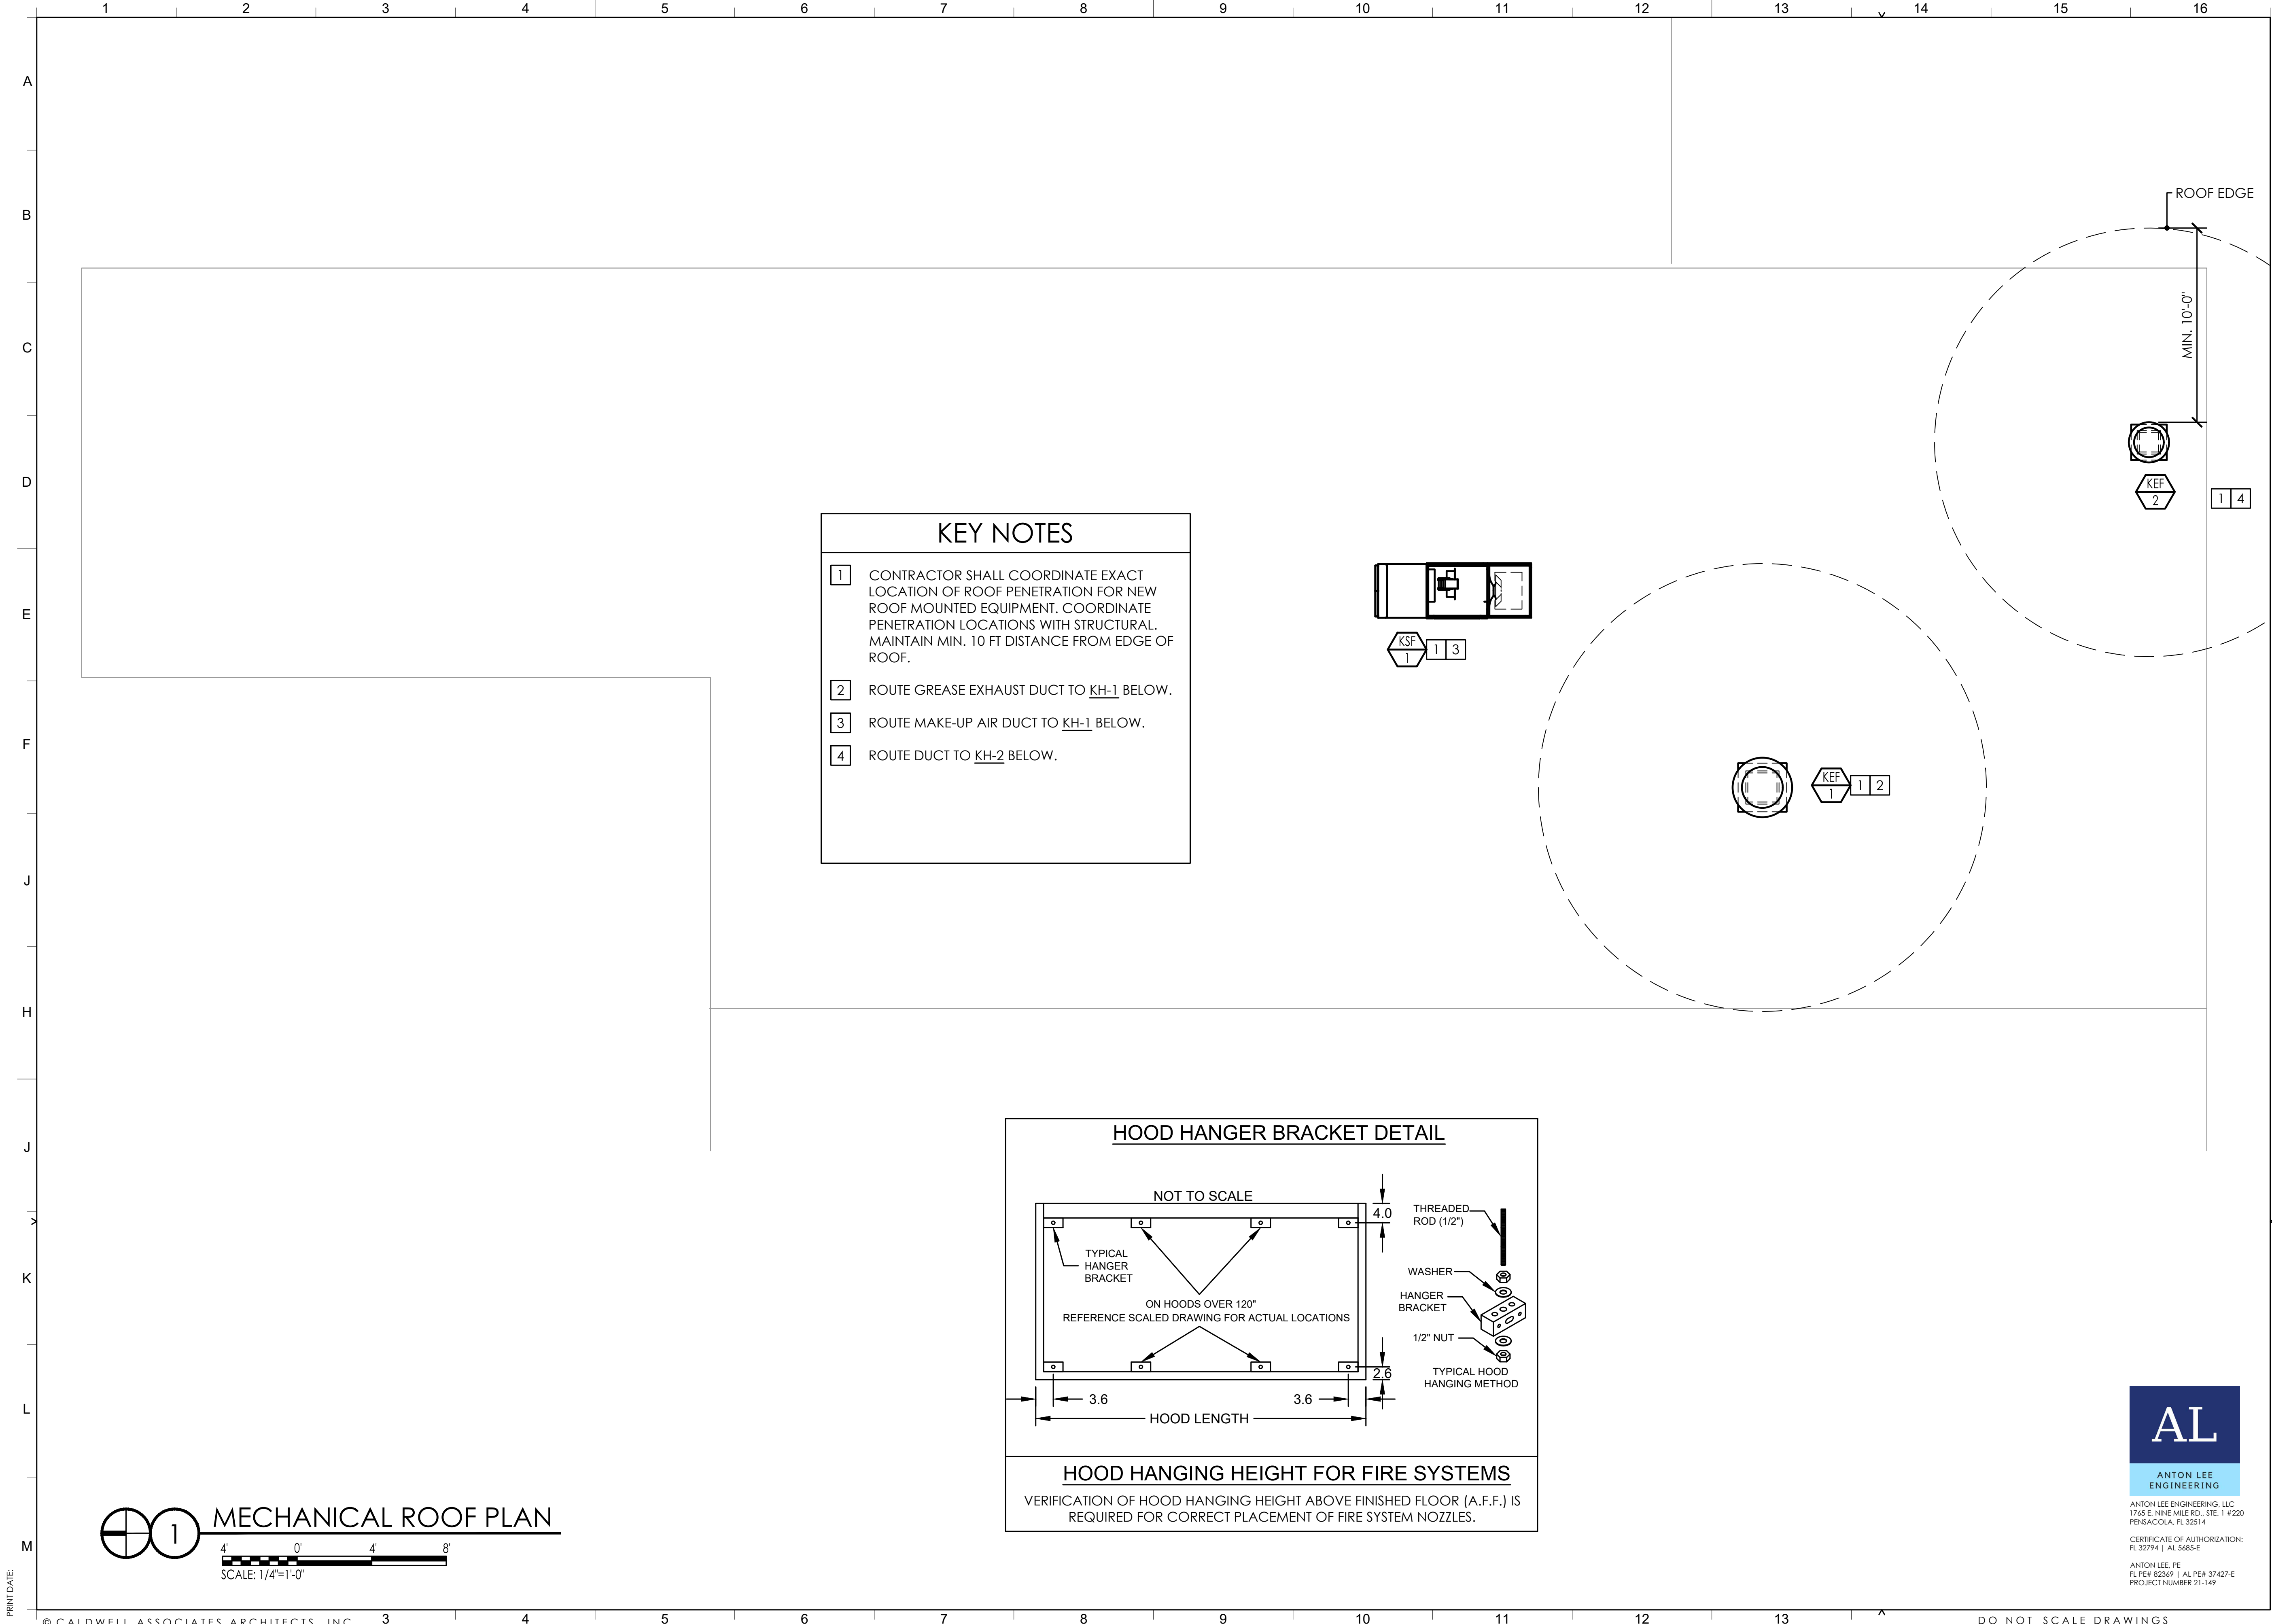 1 2 3 4 5 6 7 8 9 10 11 12 13 14 15 16
A
B
C
D
E
F
J
H
J
K
L
M
ROOF EDGE
MIN. 10'-0"
KEF
2
1 4
KEY NOTES
1 CONTRACTOR SHALL COORDINATE EXACT
LOCATION OF ROOF PENETRATION FOR NEW
ROOF MOUNTED EQUIPMENT. COORDINATE
PENETRATION LOCATIONS WITH STRUCTURAL.
MAINTAIN MIN. 10 FT DISTANCE FROM EDGE OF
ROOF.
2 ROUTE GREASE EXHAUST DUCT TO KH-1 BELOW.
3 ROUTE MAKE-UP AIR DUCT TO KH-1 BELOW.
4 ROUTE DUCT TO KH-2 BELOW.
KSF
1
1 3
KEF
1
1 2
HOOD HANGER BRACKET DETAIL
NOT TO SCALE
4.0
THREADED
ROD (1/2")
TYPICAL
HANGER
BRACKET
WASHER
HANGER
BRACKET
ON HOODS OVER 120"
REFERENCE SCALED DRAWING FOR ACTUAL LOCATIONS
1/2" NUT
2.6
TYPICAL HOOD
HANGING METHOD
3.6
3.6
HOOD LENGTH
HOOD HANGING HEIGHT FOR FIRE SYSTEMS
VERIFICATION OF HOOD HANGING HEIGHT ABOVE FINISHED FLOOR (A.F.F.) IS
REQUIRED FOR CORRECT PLACEMENT OF FIRE SYSTEM NOZZLES.
1
MECHANICAL ROOF PLAN
4' 0' 4' 8'
SCALE: 1/4"=1'-0"
AL
ANTON LEE
ENGINEERING
ANTON LEE ENGINEERING, LLC
1765 E. NINE MILE RD., STE. 1 #220
PENSACOLA, FL 32514
CERTIFICATE OF AUTHORIZATION:
FL 32794 | AL 5685-E
ANTON LEE, PE
FL PE# 82369 | AL PE# 37427-E
PROJECT NUMBER 21-149
PRINT DATE:
© CALDWELL ASSOCIATES ARCHITECTS, INC.
3 4 5 6 7 8 9 10 11 12 13
DO NOT SCALE DRAWINGS